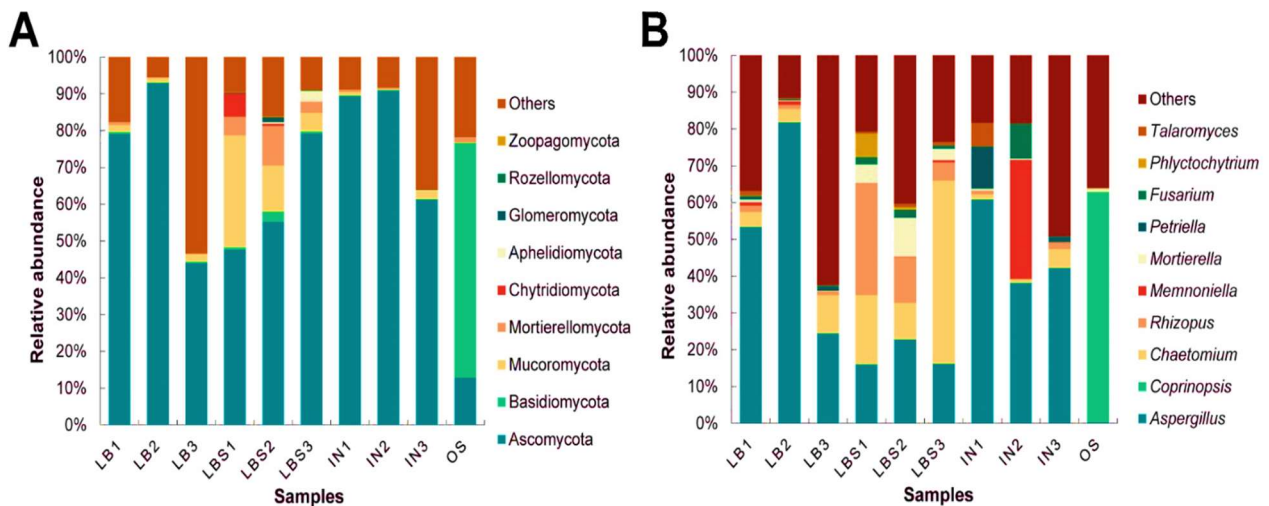 A
Relative abundance
100%
90%
80%
70%
60%
50%
40%
30%
20%
10%
0%
LB1
LB2
LB3
LBS1
LBS2
LBS3
IN1
IN2
IN3
OS
Samples
Others
Zoopagomycota
Rozellomycota
Glomeromycota
Aphelidiomycota
Chytridiomycota
Mortierellomycota
Mucoromycota
Basidiomycota
Ascomycota
B
Relative abundance
100%
90%
80%
70%
60%
50%
40%
30%
20%
10%
0%
LB1
LB2
LB3
LBS1
LBS2
LBS3
IN1
IN2
IN3
OS
Samples
Others
Talaromyces
Phlyctochytrium
Fusarium
Petriella
Mortierella
Memnoniella
Rhizopus
Chaetomium
Coprinopsis
Aspergillus